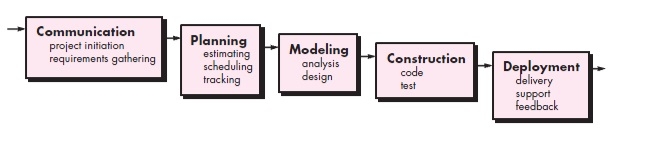 Communication
project initiation
requirements gathering
Planning
estimating
scheduling
tracking
Modeling
analysis
design
Construction
code
test
Deployment
delivery
support
feedback